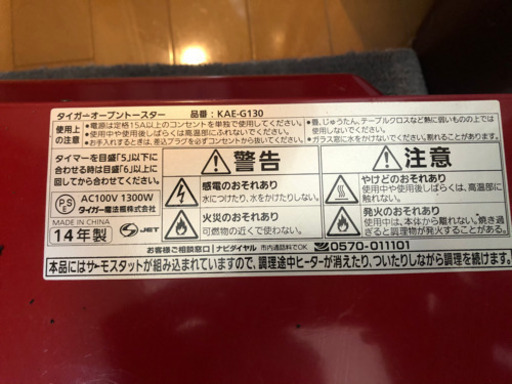 タイガーオーブントースター 品番：KAE-G130
使用上の注意
●電源は定格15A以上のコンセントを単独で使用してください。
●使用中や使用後しばらくは高温部にふれないでください。
●お手入れするときは、差込プラグを必ずコンセントから抜いてください。
●畳、じゅうたん、テーブルクロスなど熱に弱いものの上では使用しないでください。
●ガラス窓に水をかけないでください。割れることがあります。
タイマーを目盛「5」以下に
合わせる時は目盛「6」以上に
回してから合わせてください。
PSE
AC100V 1300W
タイガー魔法瓶株式会社
MADE IN CHINA
14年製
S JET
警告
感電のおそれあり
水につけたり、水をかけたりしない。
火災のおそれあり
可燃物の近くで使わない。
注意
やけどのおそれあり
使用中や使用後しばらくは、高温部に
触れない。
発火のおそれあり
使用中は、本体から離れない。焼き過
ぎると調理物が発火することあり。
お客様ご相談窓口 ナビダイヤル 市内通話料でOK 0570-011101
本品にはサーモスタットが組み込まれていますので、調理途中ヒーターが消えたり、ついたりしながら調理を続けます。